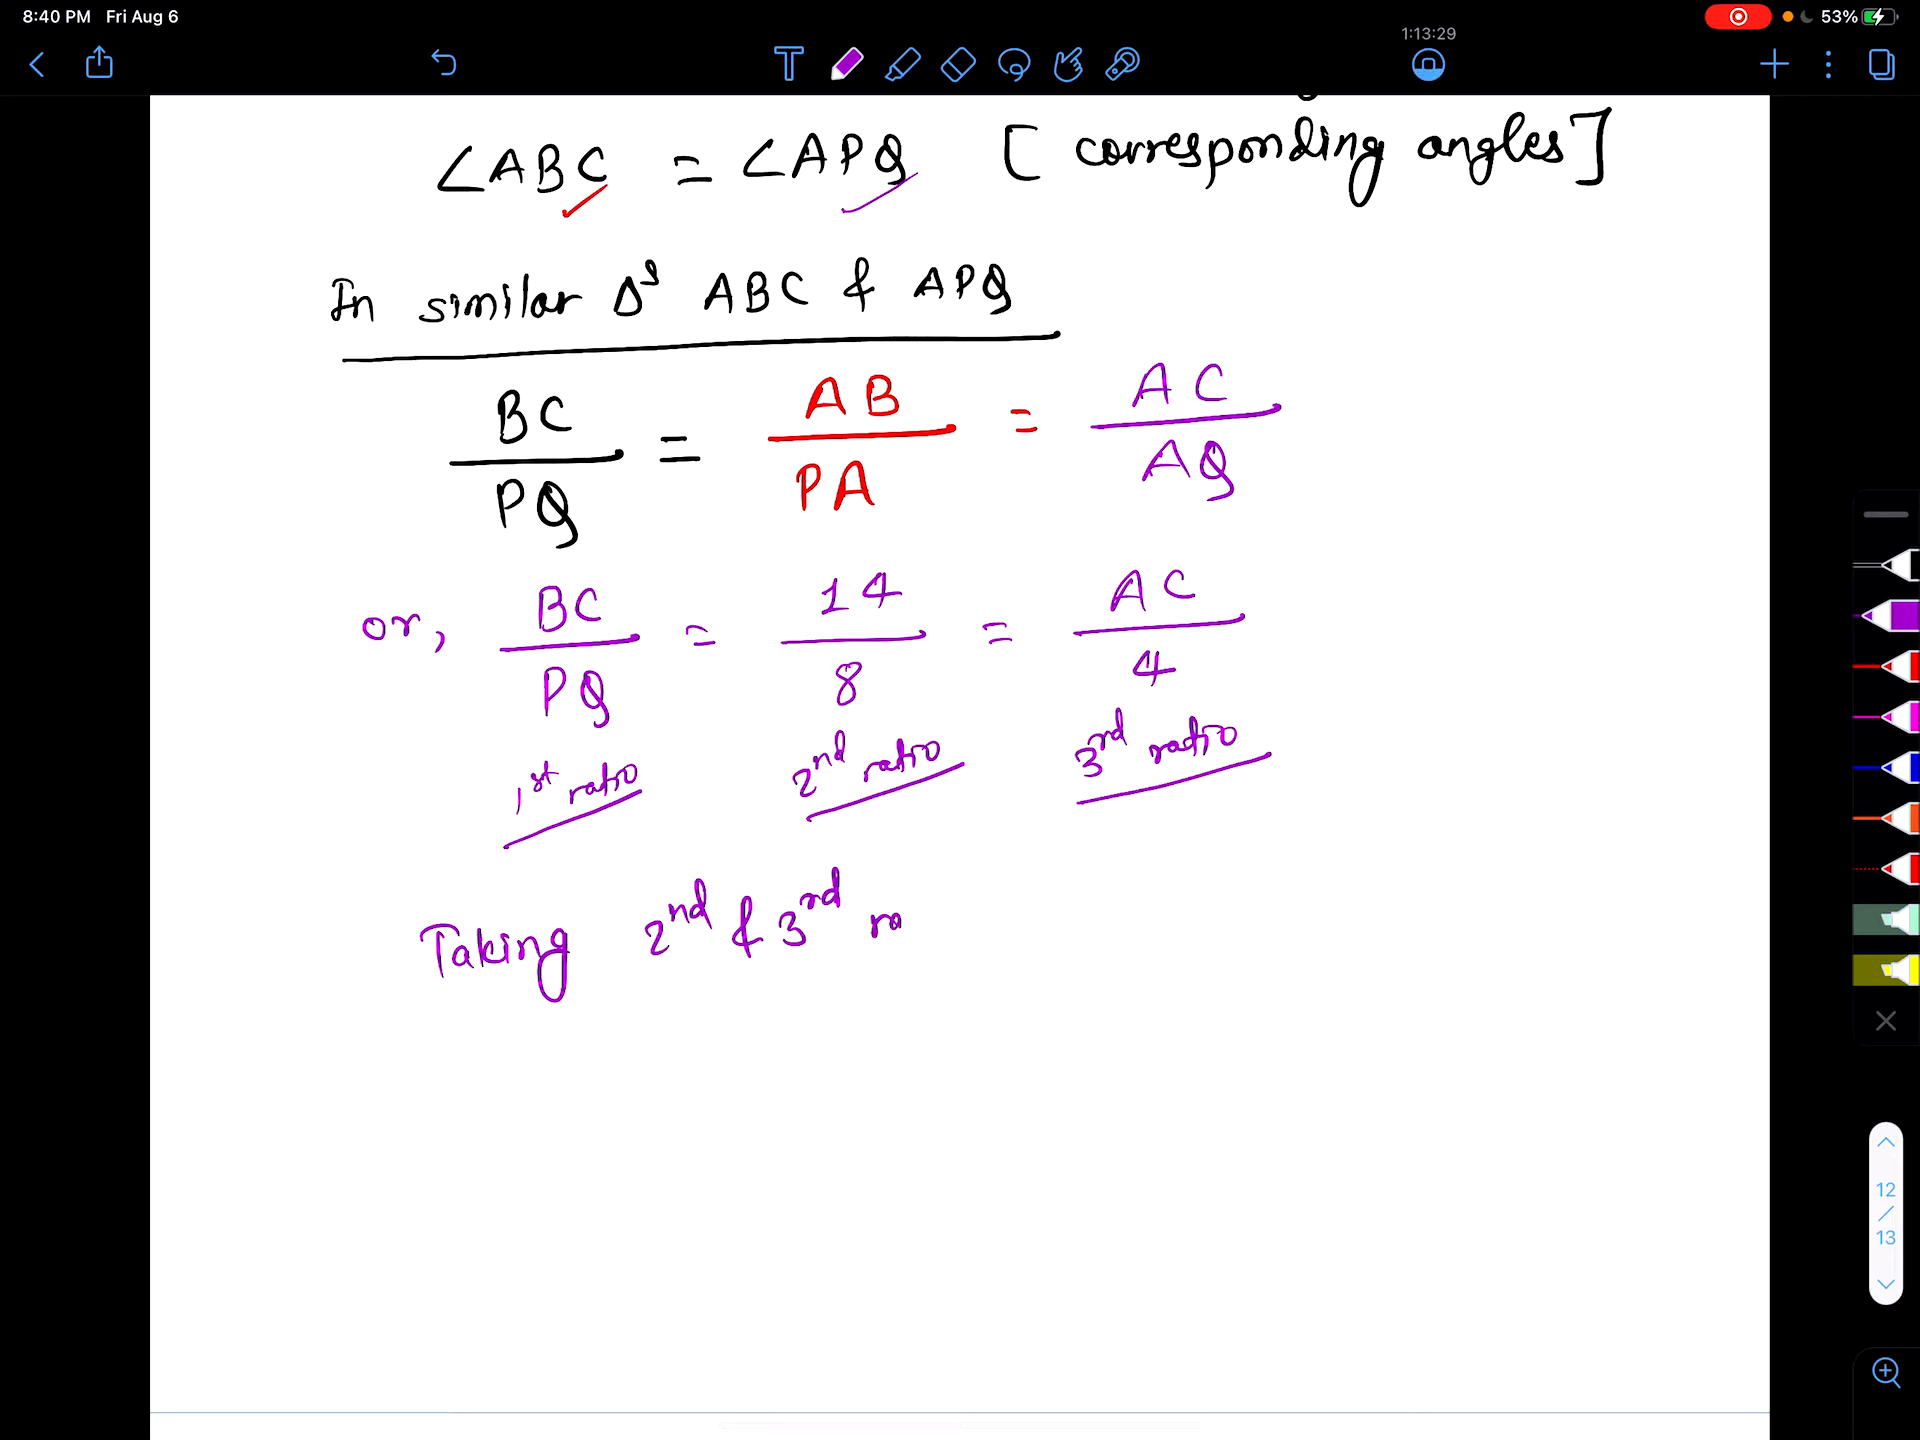 8:40 PM Fri Aug 6
53%
1:13:29
∠ABC = ∠APQ [corresponding angles]
In similar Δs ABC & APQ
BC/PQ = AB/PA = AC/AQ
or, BC/PQ = 14/8 = AC/4
1st ratio 2nd ratio 3rd ratio
Taking 2nd & 3rd ra
12
/
13